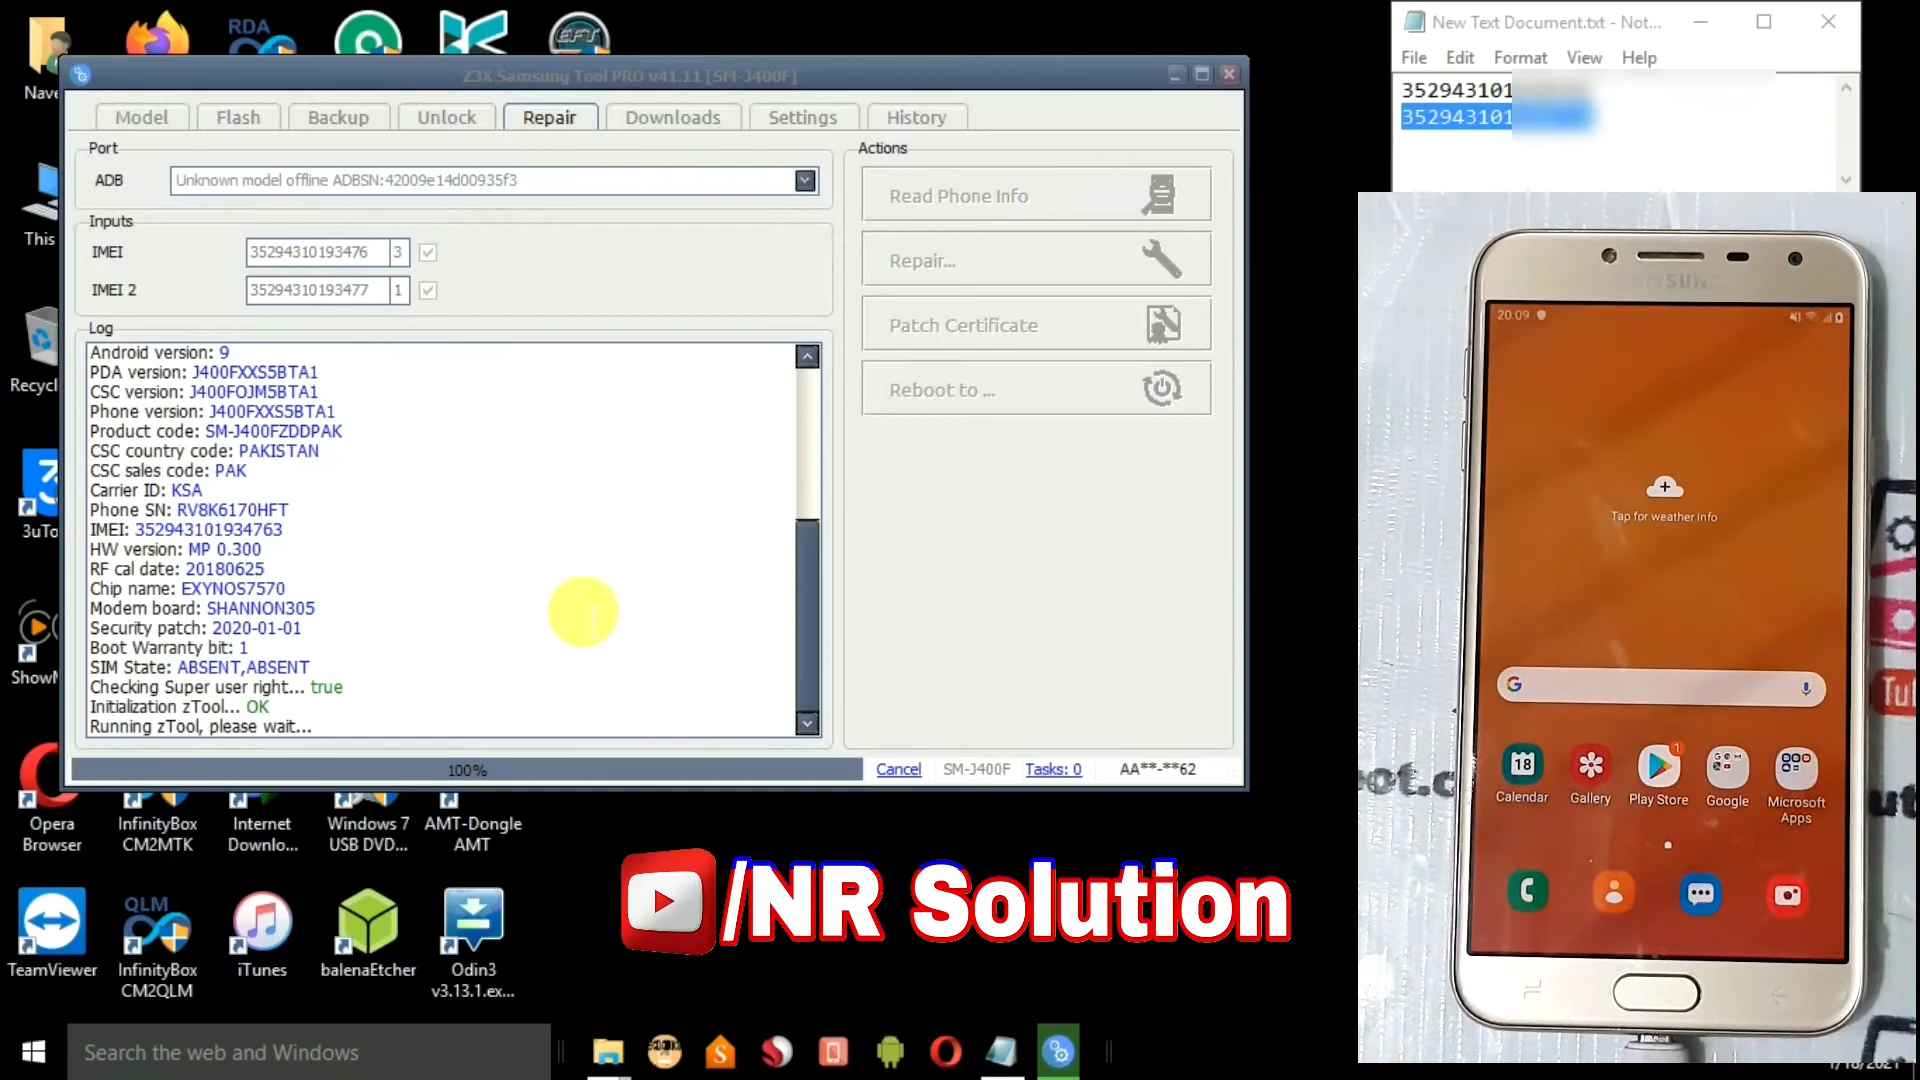 Nave
RDA
EFT
Z3X Samsung Tool PRO v41.11 [SM-J400F]
Model
Flash
Backup
Unlock
Repair
Downloads
Settings
History
Port
ADB
Unknown model offline ADBSN:42009e14d00935f3
Inputs
IMEI
35294310193476 3
IMEI 2
35294310193477 1
Log
Android version: 9
PDA version: J400FXXS5BTA1
CSC version: J400FOJM5BTA1
Phone version: J400FXXS5BTA1
Product code: SM-J400FZDDPAK
CSC country code: PAKISTAN
CSC sales code: PAK
Carrier ID: KSA
Phone SN: RV8K6170HFT
IMEI: 352943101934763
HW version: MP 0.300
RF cal date: 20180625
Chip name: EXYNOS7570
Modem board: SHANNON305
Security patch: 2020-01-01
Boot Warranty bit: 1
SIM State: ABSENT,ABSENT
Checking Super user right... true
Initialization zTool... OK
Running zTool, please wait...
100%
Cancel
SM-J400F
Tasks: 0
AA**-**62
Actions
Read Phone Info
Repair...
Patch Certificate
Reboot to ...
New Text Document.txt - Not...
File Edit Format View Help
352943101
352943101
This
Recycl
3uTo
ShowM
Opera
Browser
InfinityBox
CM2MTK
Internet
Downlo...
Windows 7
USB DVD...
AMT-Dongle
AMT
TeamViewer
QLM
InfinityBox
CM2QLM
iTunes
balenaEtcher
Odin3
v3.13.1.ex...
/NR Solution
Search the web and Windows
SAMSUNG
20:09
Tap for weather info
G
18
Calendar
Gallery
1
Play Store
Google
Microsoft
Apps
Tu